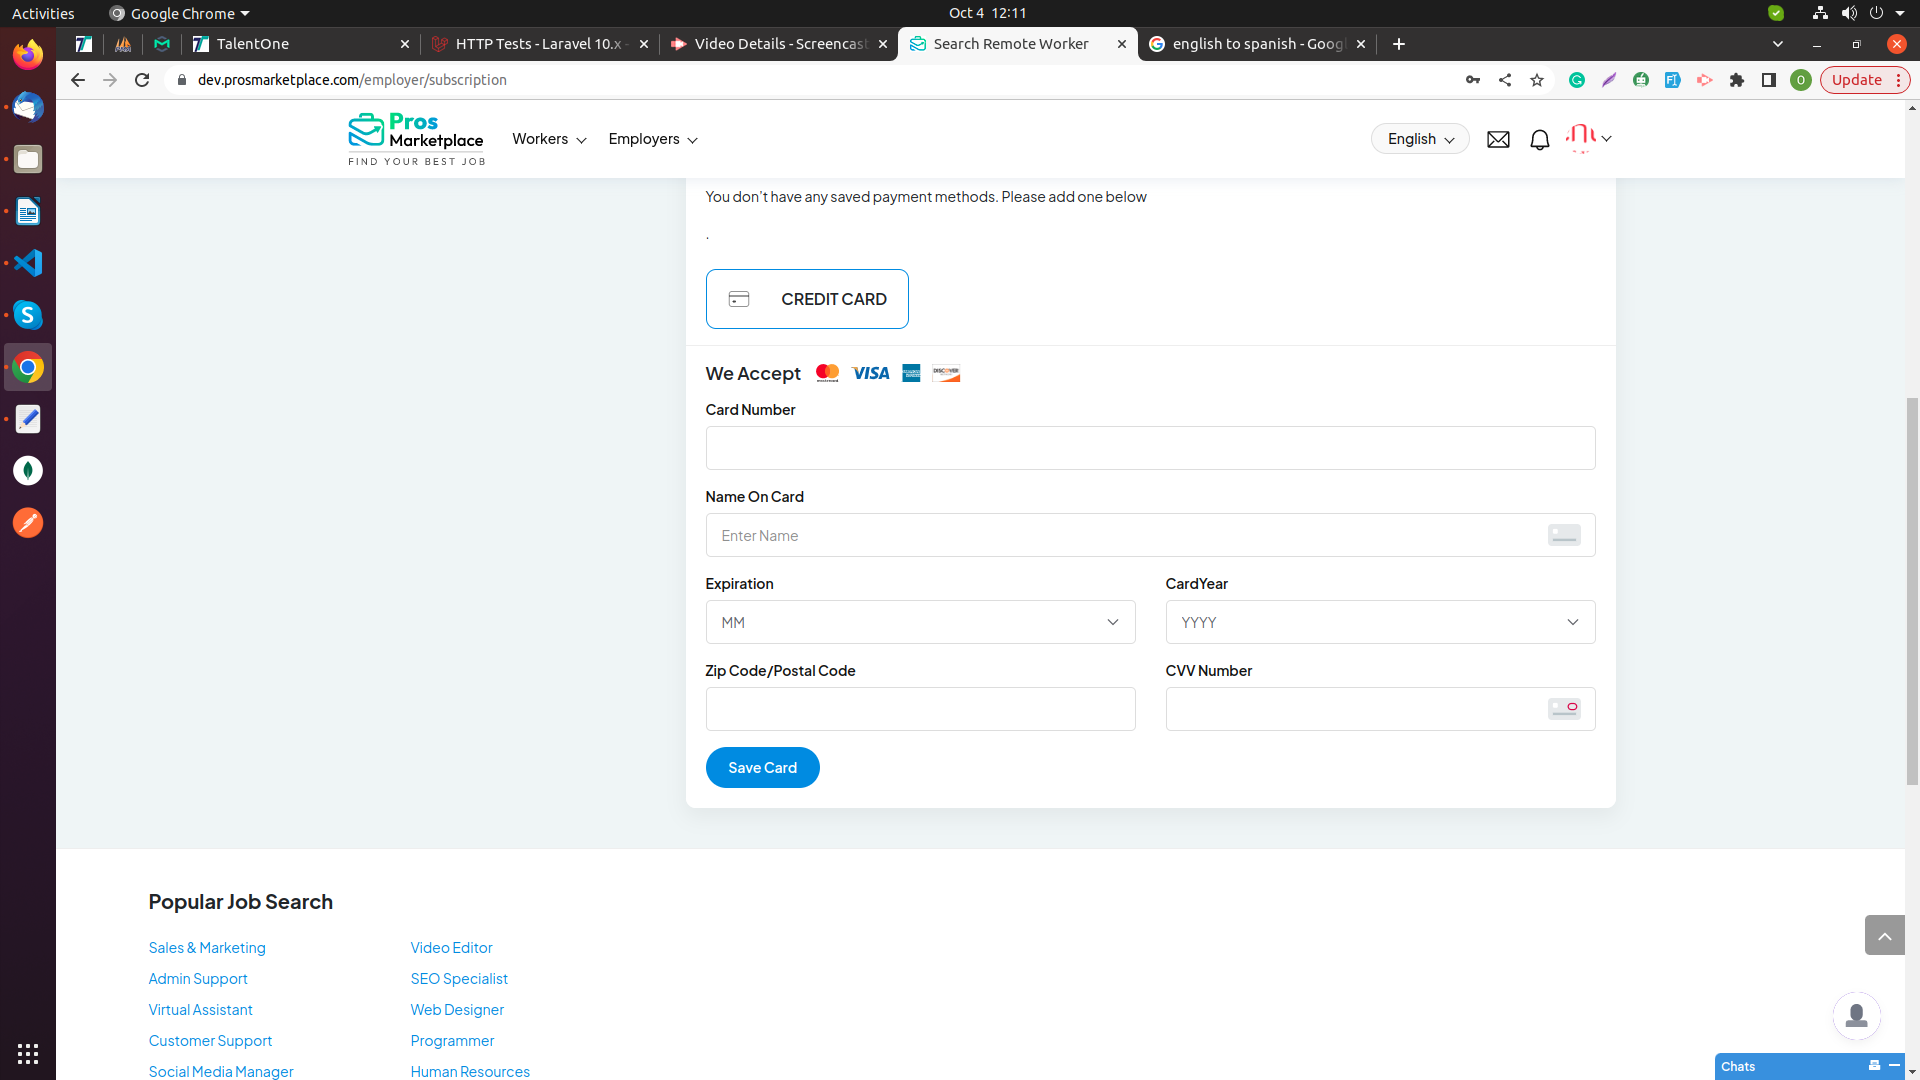 Activities
Google Chrome
Oct 4 12:11
TalentOne
HTTP Tests - Laravel 10.x -
Video Details - Screencast
Search Remote Worker
english to spanish - Googl
dev.prosmarketplace.com/employer/subscription
Update
Pros
Marketplace
FIND YOUR BEST JOB
Workers
Employers
English
You don't have any saved payment methods. Please add one below
.
CREDIT CARD
We Accept
VISA
DISCOVER
Card Number
Name On Card
Enter Name
Expiration
CardYear
MM
YYYY
Zip Code/Postal Code
CVV Number
Save Card
Popular Job Search
Sales & Marketing
Video Editor
Admin Support
SEO Specialist
Virtual Assistant
Web Designer
Customer Support
Programmer
Social Media Manager
Human Resources
Chats